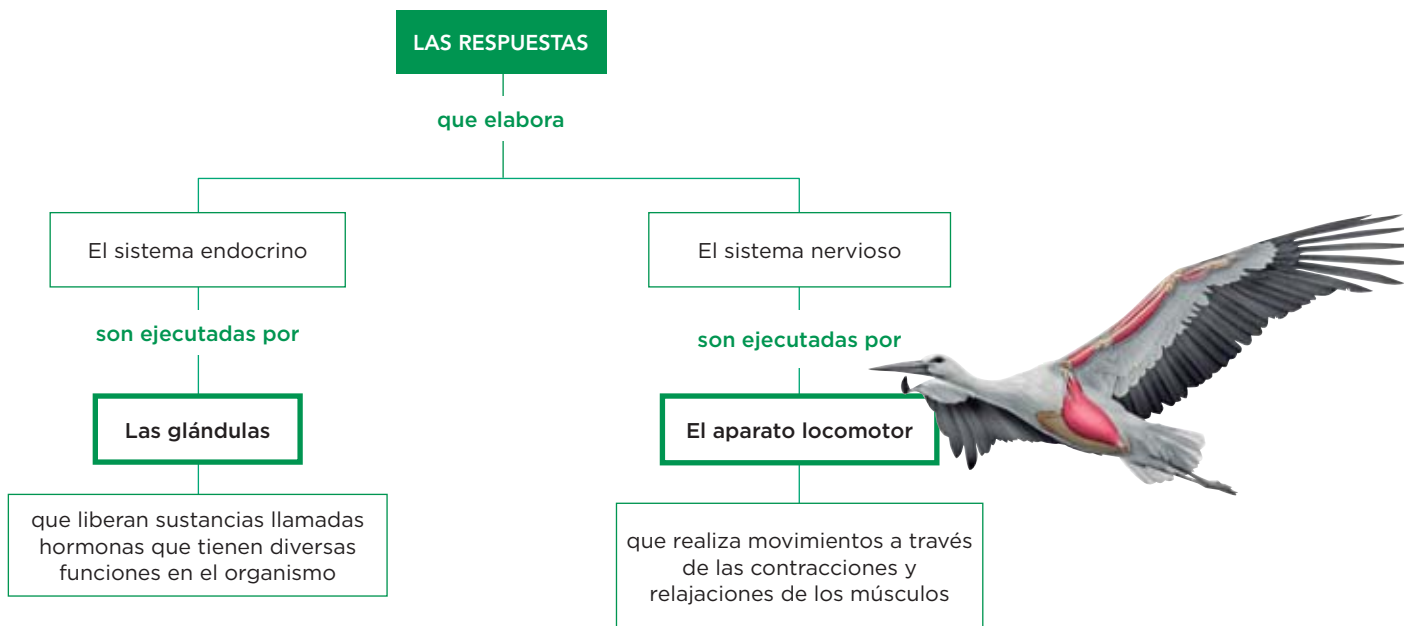 LAS RESPUESTAS
que elabora
El sistema endocrino
son ejecutadas por
Las glándulas
que liberan sustancias llamadas
hormonas que tienen diversas
funciones en el organismo
El sistema nervioso
son ejecutadas por
El aparato locomotor
que realiza movimientos a través
de las contracciones y
relajaciones de los músculos